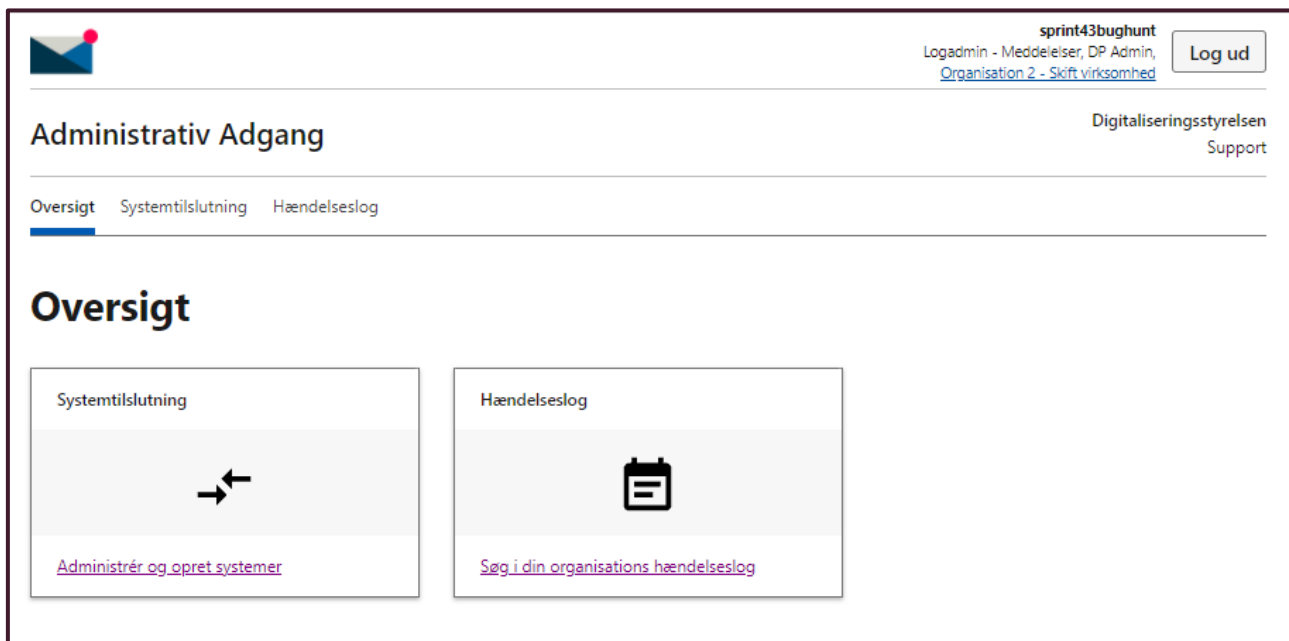 sprint43bughunt
Logadmin - Meddelelser, DP Admin,
Organisation 2 - Skift virksomhed
Log ud
Administrativ Adgang
Digitaliseringsstyrelsen
Support
Oversigt Systemtilslutning Hændelseslog
Oversigt
Systemtilslutning
Administrér og opret systemer
Hændelseslog
Søg i din organisations hændelseslog